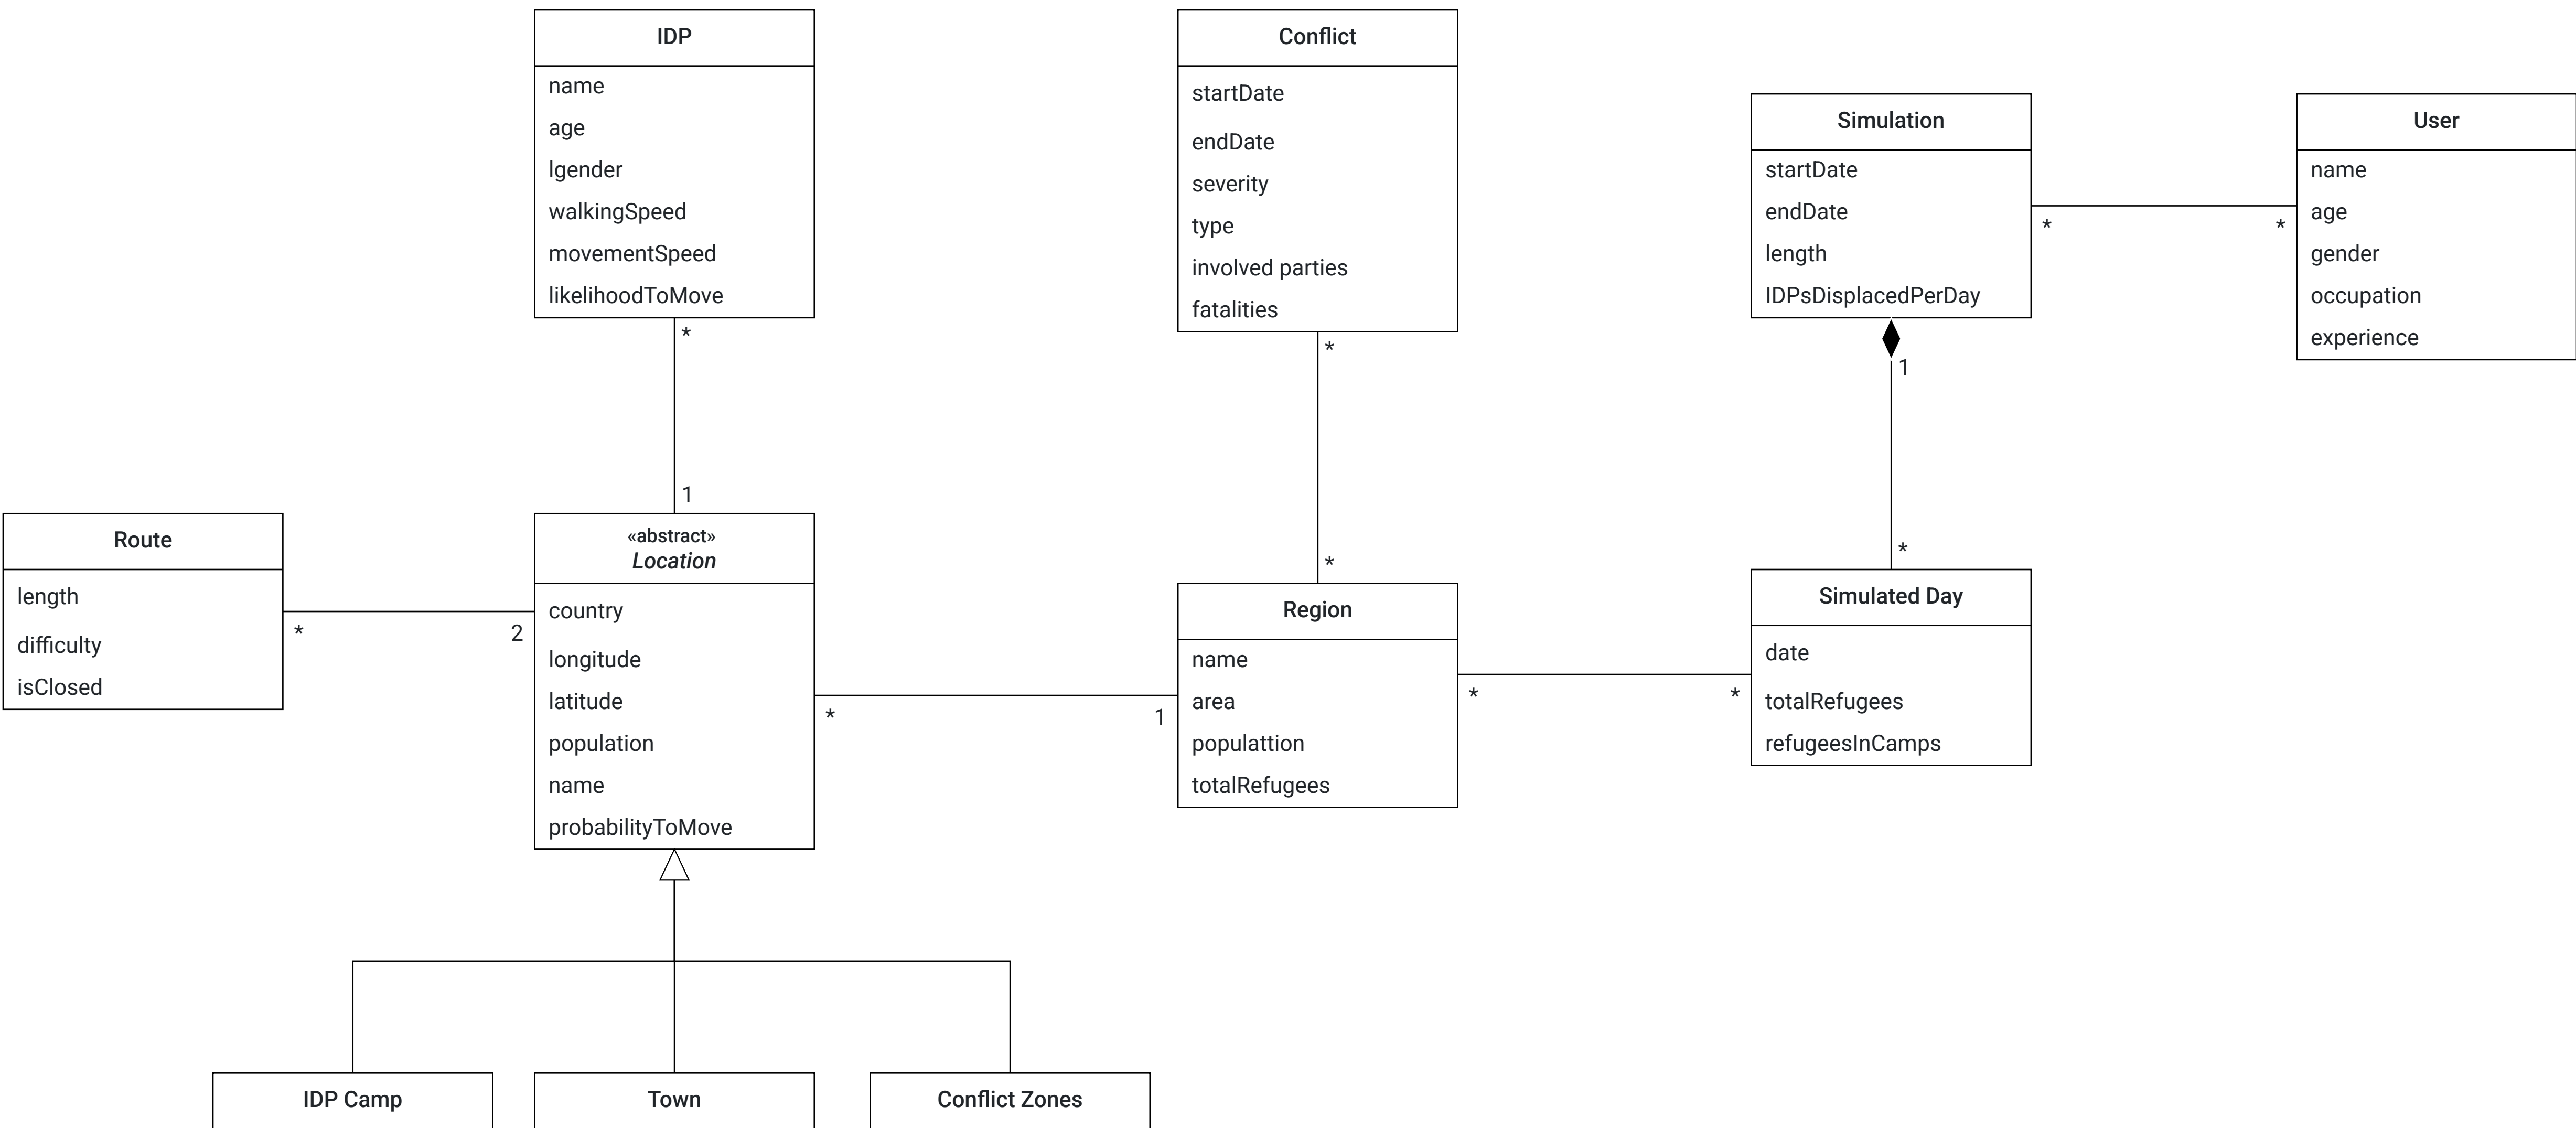 IDP
name
age
lgender
walkingSpeed
movementSpeed
likelihoodToMove
*
1
Conflict
startDate
endDate
severity
type
involved parties
fatalities
*
*
Simulation
startDate
endDate
length
IDPsDisplacedPerDay
*
*
1
*
User
name
age
gender
occupation
experience
Route
length
difficulty
isClosed
*
2
«abstract»
Location
country
longitude
latitude
population
name
probabilityToMove
*
1
Region
name
area
populattion
totalRefugees
*
*
Simulated Day
date
totalRefugees
refugeesInCamps
IDP Camp
Town
Conflict Zones